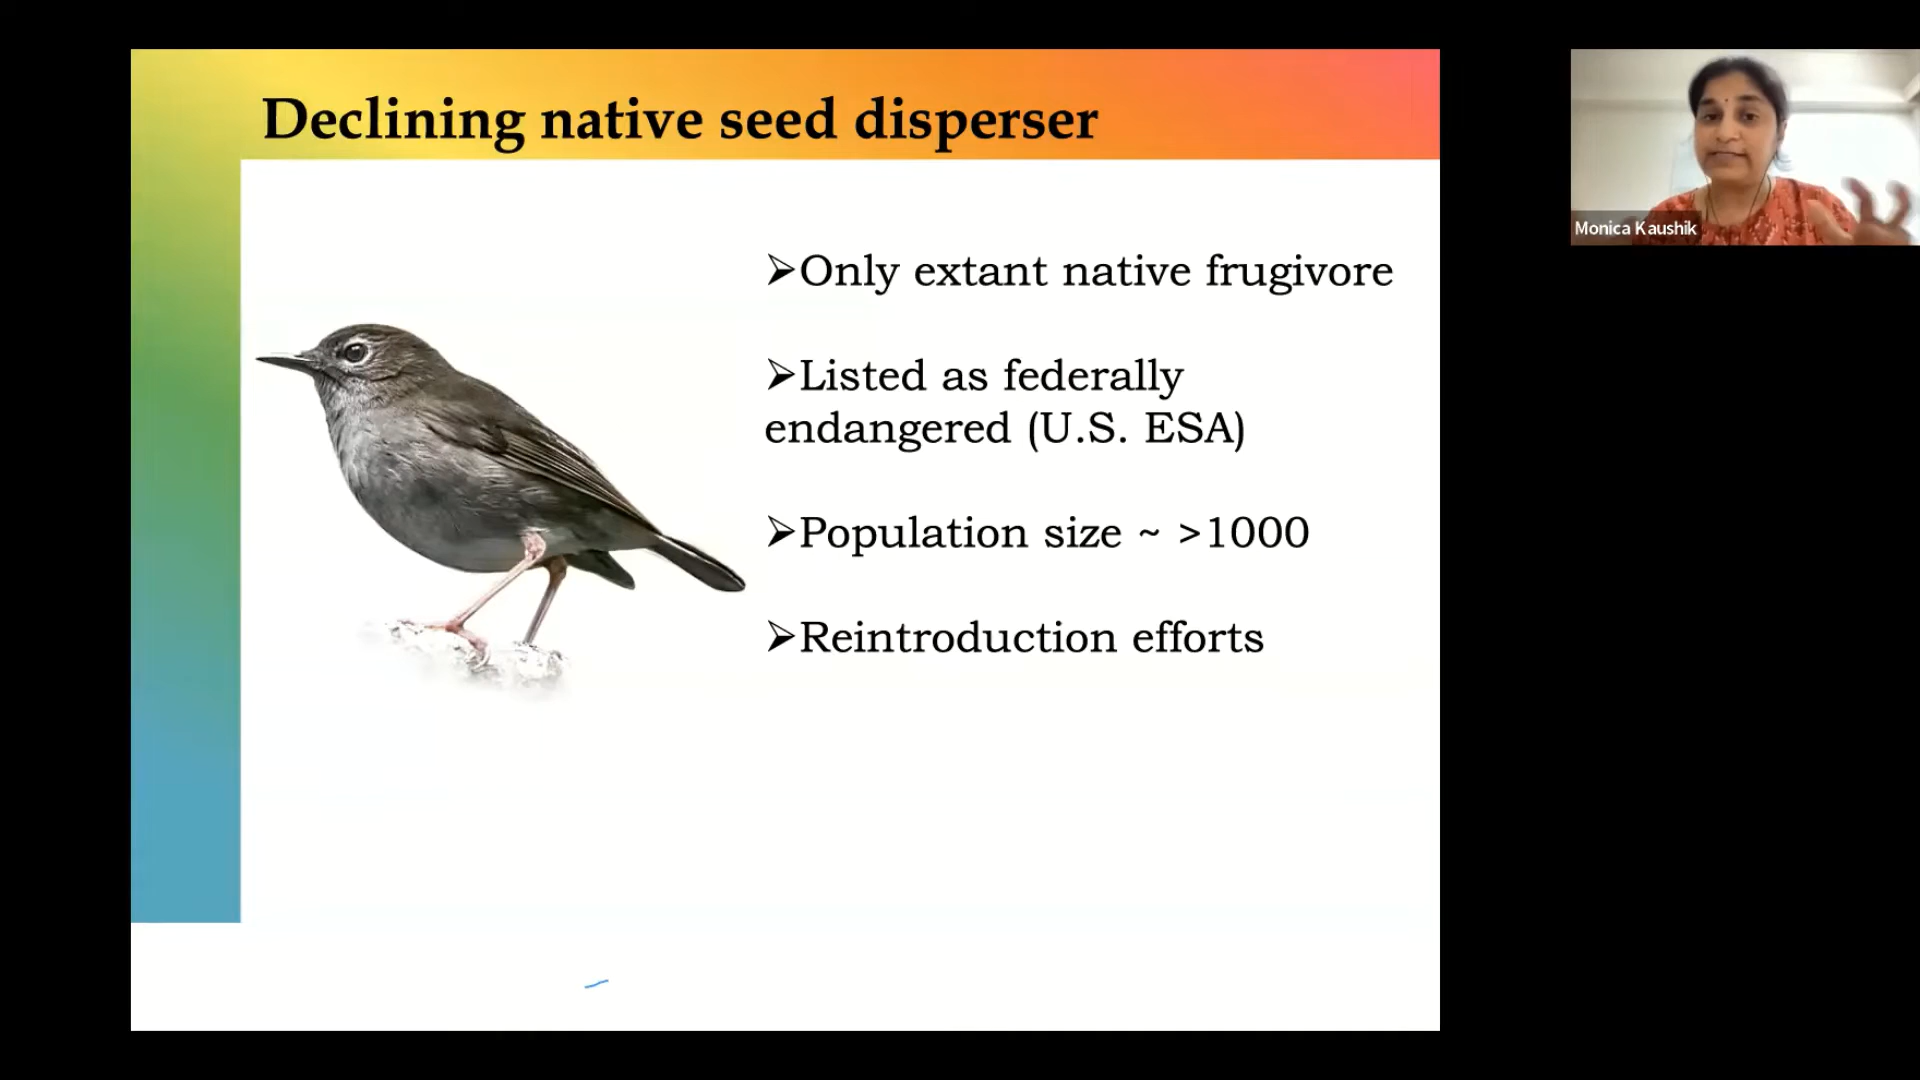 Declining native seed disperser
➢Only extant native frugivore
➢Listed as federally
endangered (U.S. ESA)
➢Population size ~ >1000
➢Reintroduction efforts
Monica Kaushik